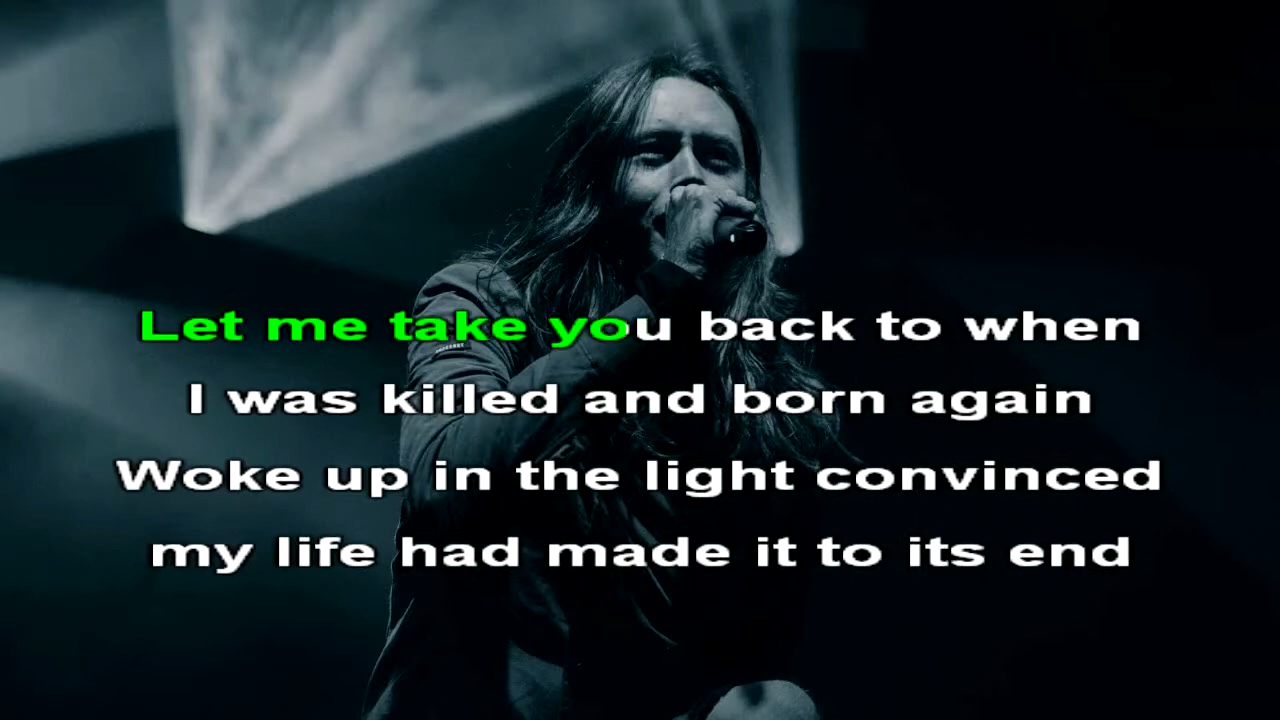 Let me take you back to when
I was killed and born again
Woke up in the light convinced
my life had made it to its end